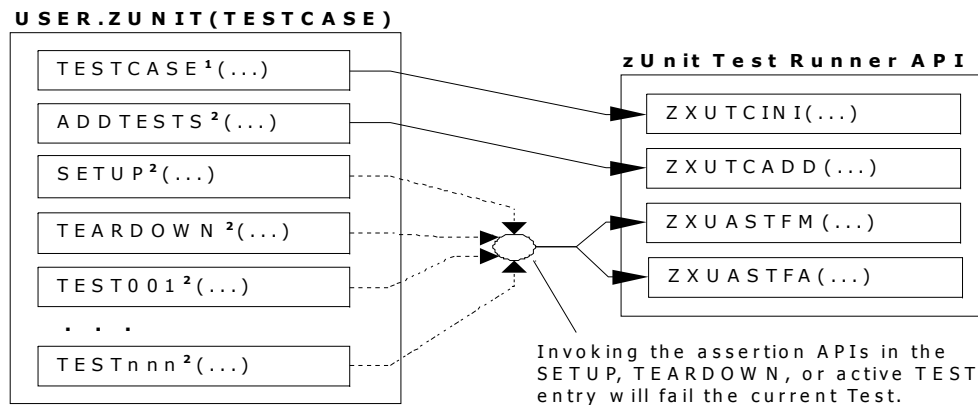 USER.ZUNIT(TESTCASE)
TESTCASE¹(...)
ADDTESTS²(...)
SETUP²(...)
TEARDOWN²(...)
TEST001²(...)
. . .
TESTnnn²(...)
zUnit Test Runner API
ZXUTCINI(...)
ZXUTCADD(...)
ZXUASTFM(...)
ZXUASTFA(...)
Invoking the assertion APIs in the
SETUP, TEARDOWN, or active TEST
entry will fail the current Test.